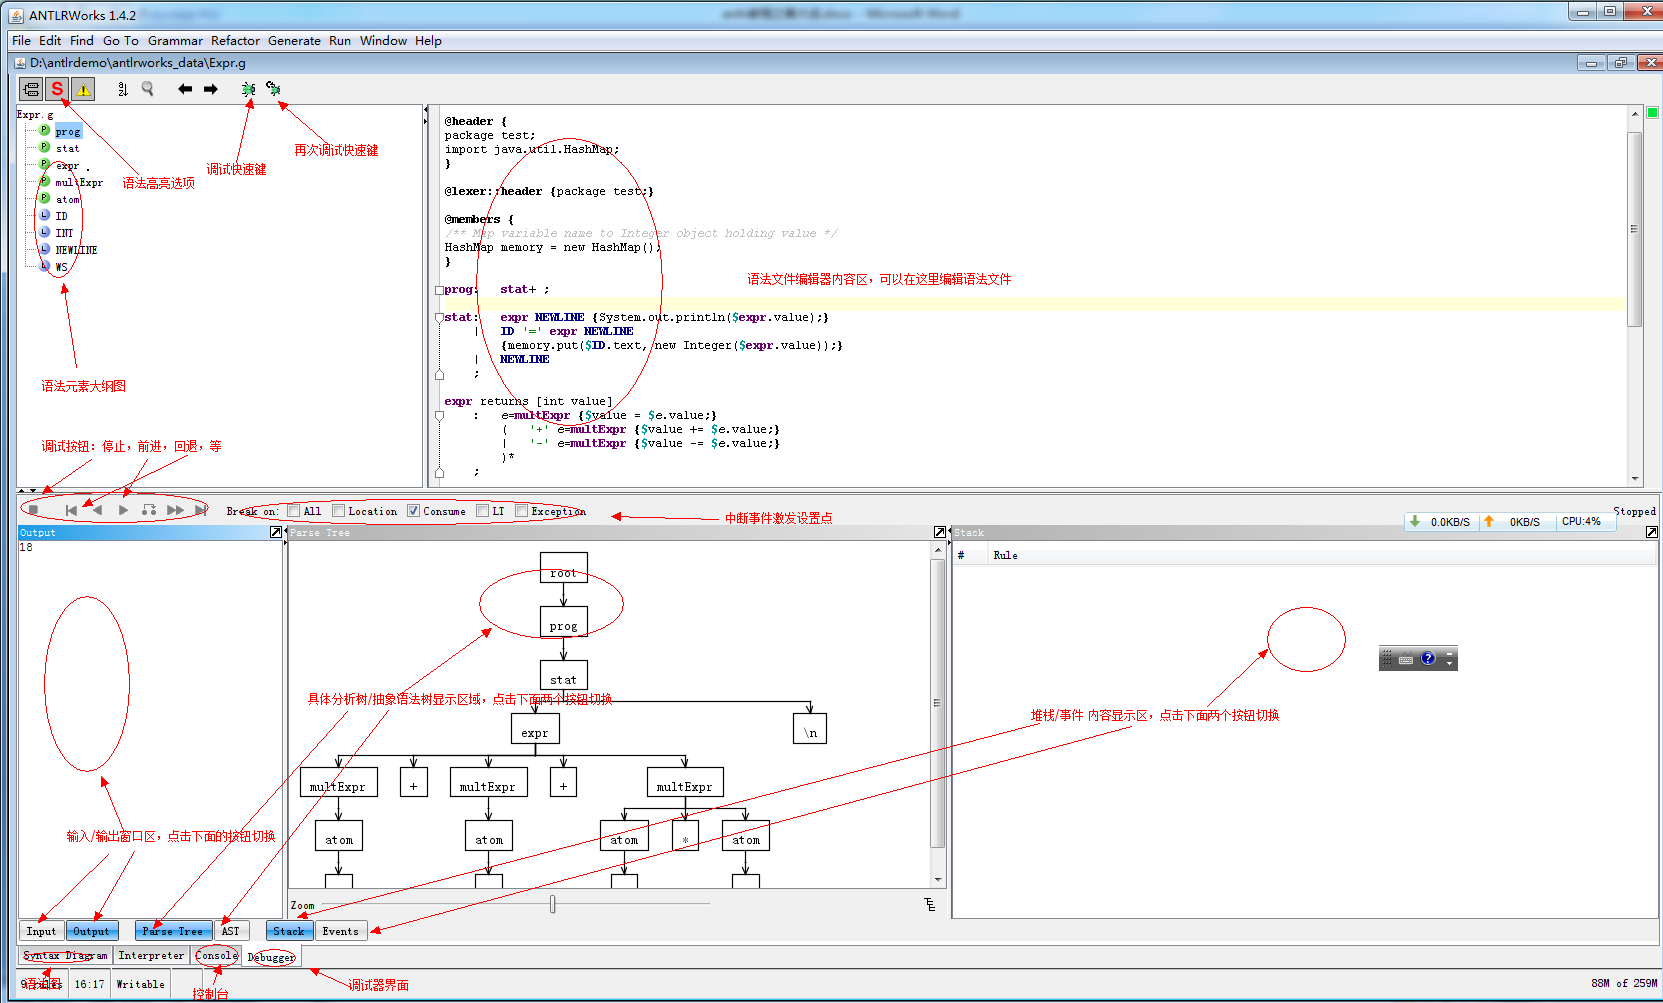 ANTLRWorks 1.4.2
File Edit Find Go To Grammar Refactor Generate Run Window Help
D:\antlrdemo\antlrworks_data\Expr.g
Expr.g
prog
stat
expr
multExpr
atom
ID
INT
NEWLINE
WS
语法高亮选项
调试快速键
再次调试快速键
语法元素大纲图
@header {
package test;
import java.util.HashMap;
}
@lexer::header {package test;}
@members {
/** Map variable name to Integer object holding value */
HashMap memory = new HashMap();
}
语法文件编辑器内容区，可以在这里编辑语法文件
prog:   stat+ ;
stat:   expr NEWLINE {System.out.println($expr.value);}
|   ID '=' expr NEWLINE
{memory.put($ID.text, new Integer($expr.value));}
|   NEWLINE
;
expr returns [int value]
:   e=multExpr {$value = $e.value;}
(   '+' e=multExpr {$value += $e.value;}
|   '-' e=multExpr {$value -= $e.value;}
)*
;
调试按钮：停止，前进，回退，等
Break on: All Location Consume LT Exception
中断事件激发设置点
Stopped
0.0KB/S 0KB/S CPU:4%
Output
18
Parse Tree
Stack
# Rule
root
prog
stat
expr
\n
multExpr + multExpr + multExpr
atom atom atom * atom
具体分析树/抽象语法树显示区域，点击下面两个按钮切换
堆栈/事件 内容显示区，点击下面两个按钮切换
输入/输出窗口区，点击下面的按钮切换
Zoom
Input Output Parse Tree AST Stack Events
Syntax Diagram Interpreter Console Debugger
语法图
控制台
调试器界面
9 rules 16:17 Writable
88M of 259M